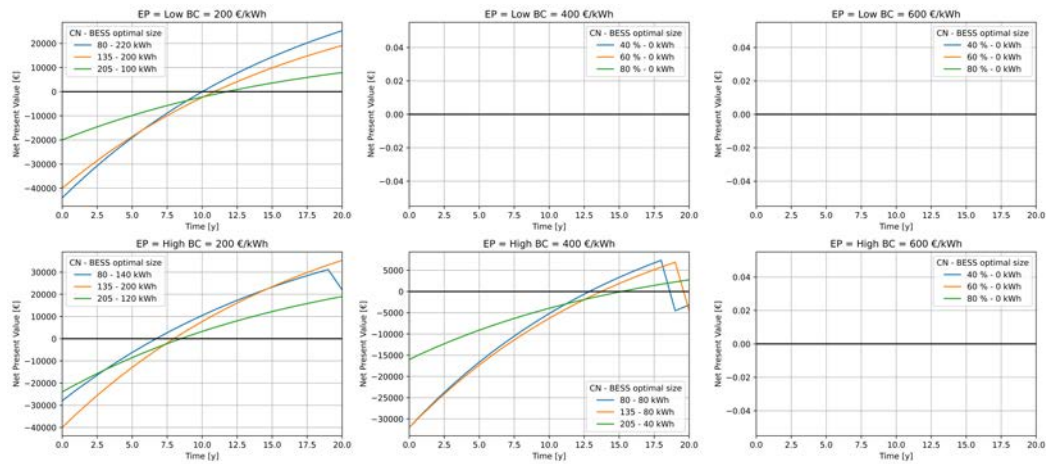 EP = Low BC = 200 €/kWh
Net Present Value [€]
20000
10000
0
−10000
−20000
−30000
−40000
CN - BESS optimal size
80 - 220 kWh
135 - 200 kWh
205 - 100 kWh
0.0 2.5 5.0 7.5 10.0 12.5 15.0 17.5 20.0
Time [y]
EP = Low BC = 400 €/kWh
Net Present Value [€]
0.04
0.02
0.00
−0.02
−0.04
CN - BESS optimal size
40 % - 0 kWh
60 % - 0 kWh
80 % - 0 kWh
0.0 2.5 5.0 7.5 10.0 12.5 15.0 17.5 20.0
Time [y]
EP = Low BC = 600 €/kWh
Net Present Value [€]
0.04
0.02
0.00
−0.02
−0.04
CN - BESS optimal size
40 % - 0 kWh
60 % - 0 kWh
80 % - 0 kWh
0.0 2.5 5.0 7.5 10.0 12.5 15.0 17.5 20.0
Time [y]
EP = High BC = 200 €/kWh
Net Present Value [€]
30000
20000
10000
0
−10000
−20000
−30000
−40000
CN - BESS optimal size
80 - 140 kWh
135 - 200 kWh
205 - 120 kWh
0.0 2.5 5.0 7.5 10.0 12.5 15.0 17.5 20.0
Time [y]
EP = High BC = 400 €/kWh
Net Present Value [€]
5000
0
−5000
−10000
−15000
−20000
−25000
−30000
CN - BESS optimal size
80 - 80 kWh
135 - 80 kWh
205 - 40 kWh
0.0 2.5 5.0 7.5 10.0 12.5 15.0 17.5 20.0
Time [y]
EP = High BC = 600 €/kWh
Net Present Value [€]
0.04
0.02
0.00
−0.02
−0.04
CN - BESS optimal size
40 % - 0 kWh
60 % - 0 kWh
80 % - 0 kWh
0.0 2.5 5.0 7.5 10.0 12.5 15.0 17.5 20.0
Time [y]